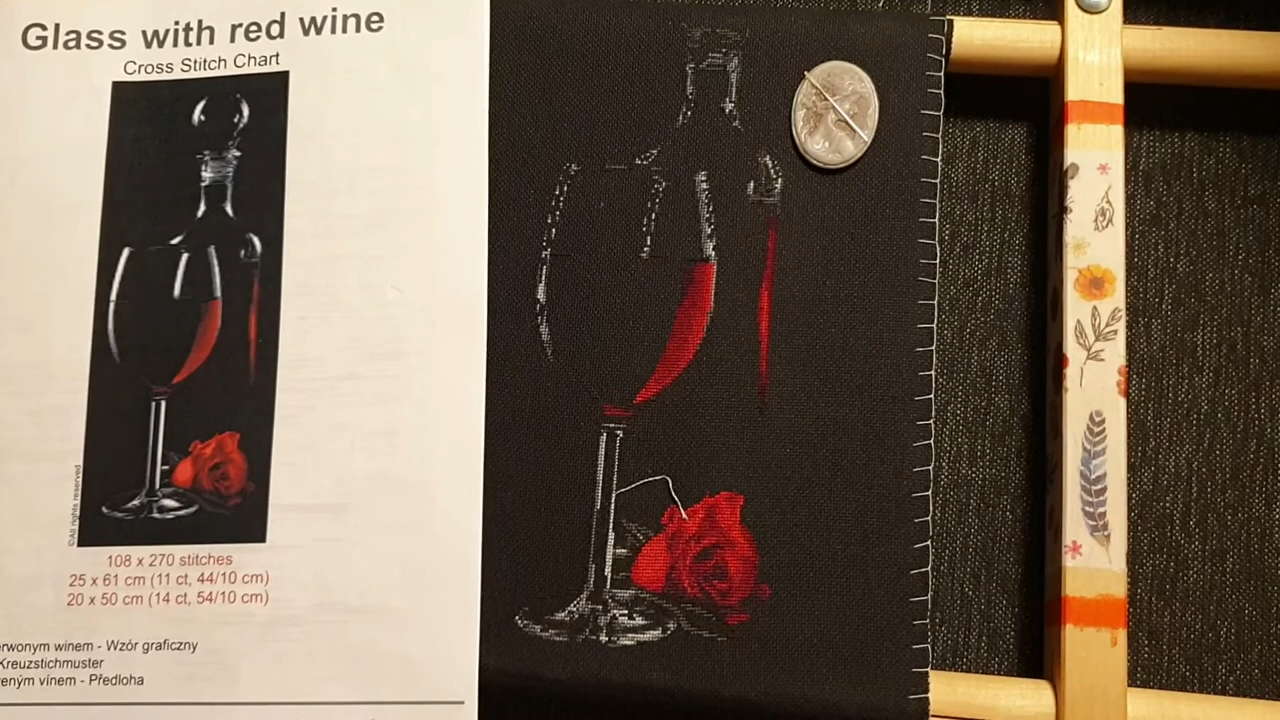 Glass with red wine
Cross Stitch Chart
©All rights reserved
108 x 270 stitches
25 x 61 cm (11 ct, 44/10 cm)
20 x 50 cm (14 ct, 54/10 cm)
erwonym winem - Wzór graficzny
Kreuzstichmuster
veným vínem - Předloha